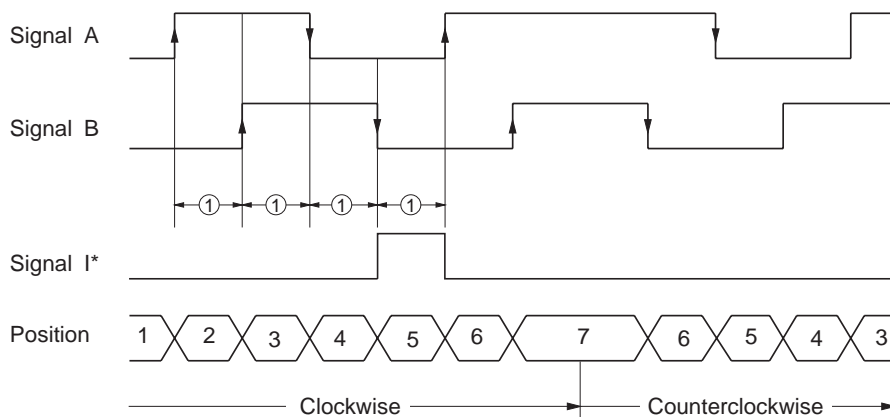 Signal A
Signal B
① ① ① ①
Signal I*
Position 1 2 3 4 5 6 7 6 5 4 3
Clockwise Counterclockwise